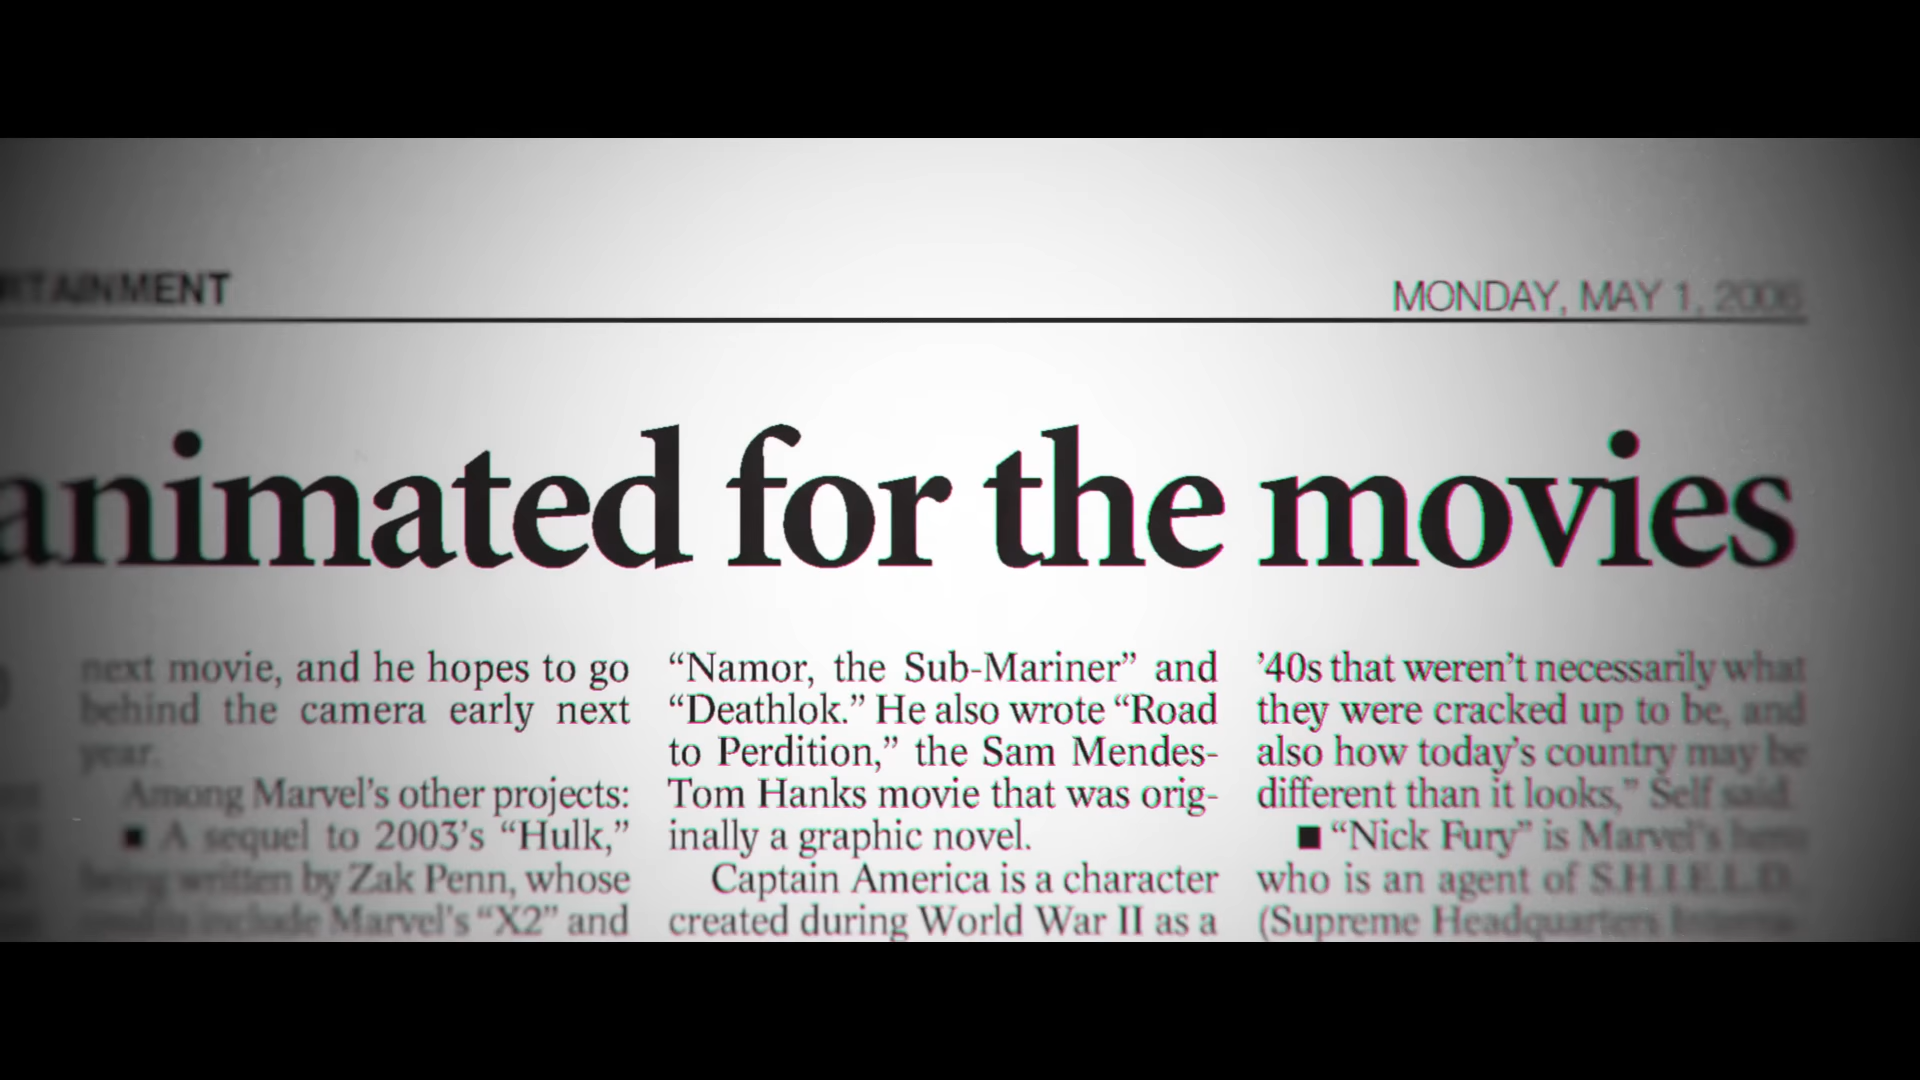 MENT
MONDAY, MAY 1, 2006
animated for the movies
next movie, and he hopes to go
behind the camera early next
year.
Among Marvel’s other projects:
■ A sequel to 2003’s “Hulk,”
being written by Zak Penn, whose
include Marvel’s “X2” and
“Namor, the Sub-Mariner” and
“Deathlok.” He also wrote “Road
to Perdition,” the Sam Mendes-
Tom Hanks movie that was orig-
inally a graphic novel.
Captain America is a character
created during World War II as a
’40s that weren’t necessarily what
they were cracked up to be, and
also how today’s country may be
different than it looks,” Self said.
■ “Nick Fury” is Marvel’s hero
who is an agent of S.H.I.E.L.D.
(Supreme Headquarters